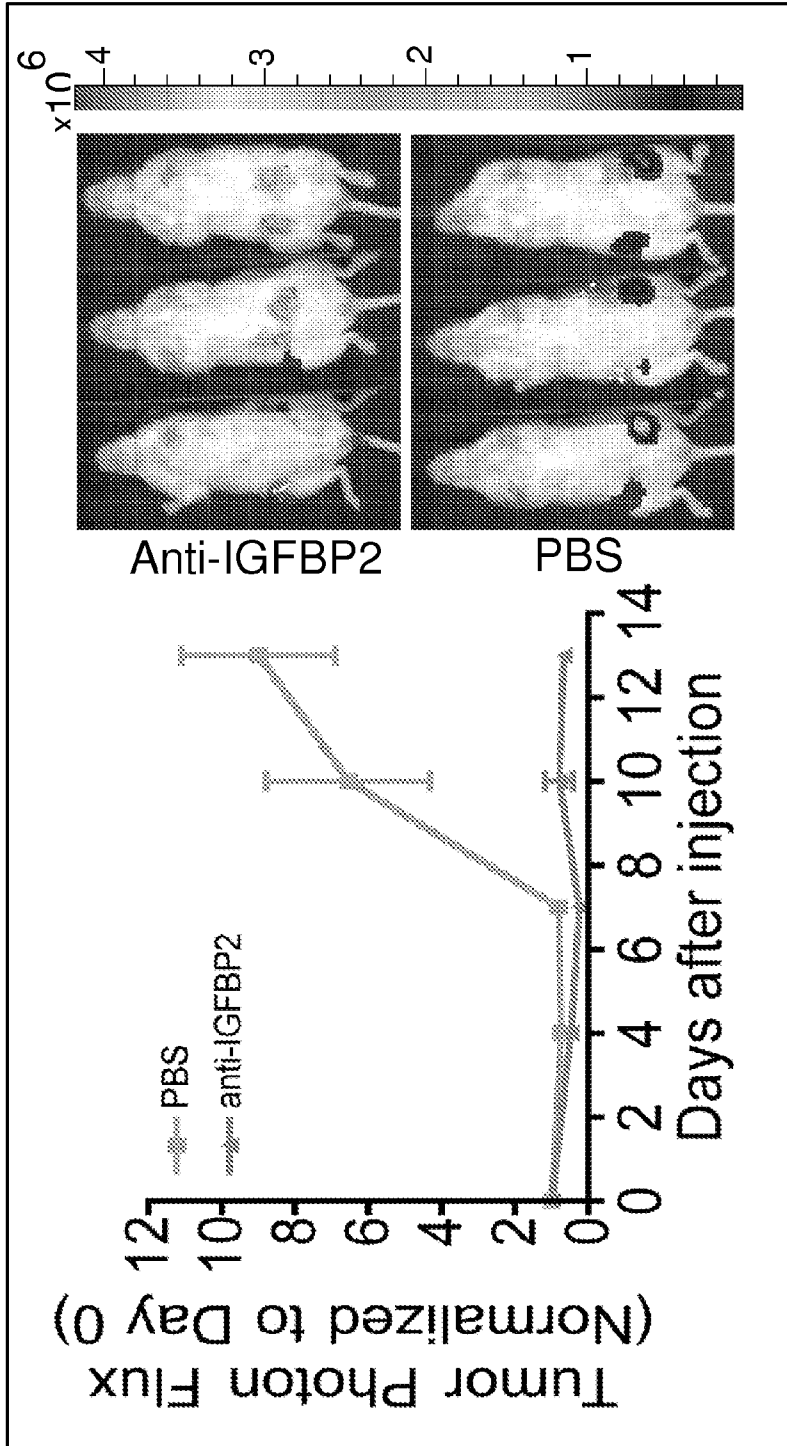 Tumor Photon Flux
(Normalized to Day 0)
12
10
8
6
4
2
0
PBS
anti-IGFBP2
0
2
4
6
8
10
12
14
Days after injection
Anti-IGFBP2
PBS
x10 6
4
3
2
1